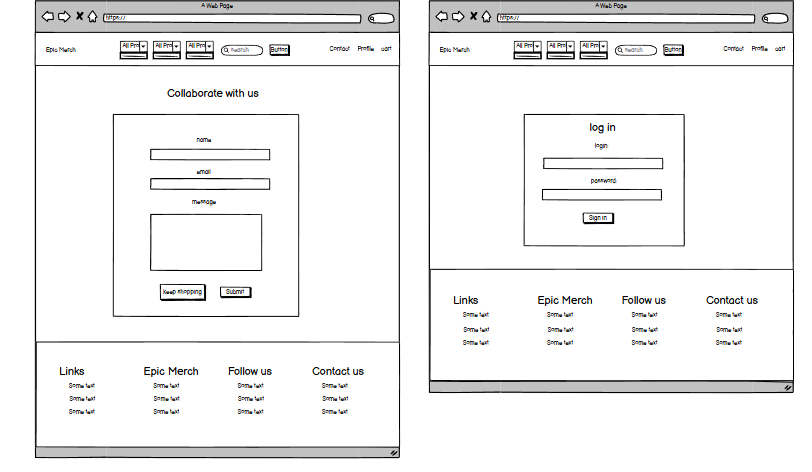 A Web Page
https://
Epic Merch All Pro All Pro All Pro search Button Contact Profile cart
Collaborate with us
name
email
message
keep shopping Submit
Links Epic Merch Follow us Contact us
Some text Some text Some text Some text
Some text Some text Some text Some text
Some text Some text Some text Some text
A Web Page
https://
Epic Merch All Pro All Pro All Pro search Button Contact Profile cart
log in
login:
password:
Sign in
Links Epic Merch Follow us Contact us
Some text Some text Some text Some text
Some text Some text Some text Some text
Some text Some text Some text Some text